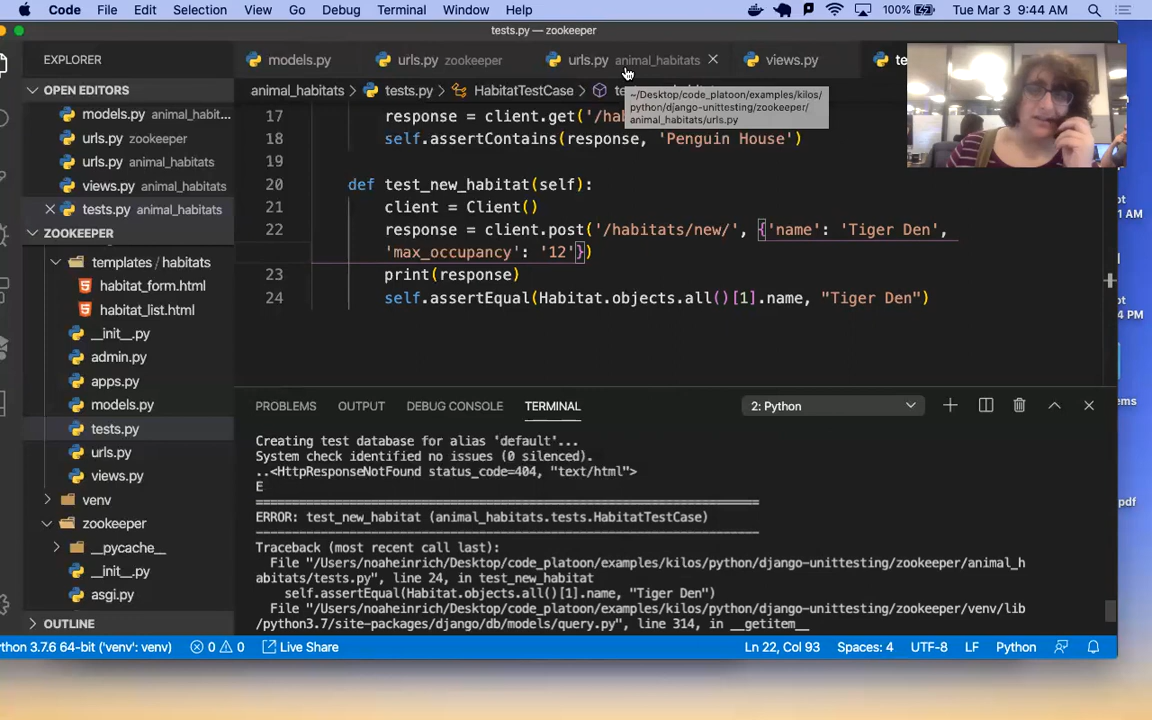 Code File Edit Selection View Go Debug Terminal Window Help 100% Tue Mar 3 9:44 AM
tests.py — zookeeper
EXPLORER
models.py urls.py zookeeper urls.py animal_habitats views.py te
OPEN EDITORS
animal_habitats > tests.py > HabitatTestCase > te
~/Desktop/code_platoon/examples/kilos/
python/django-unittesting/zookeeper/
animal_habitats/urls.py
models.py animal_habit...
urls.py zookeeper
urls.py animal_habitats
views.py animal_habitats
tests.py animal_habitats
ZOOKEEPER
templates / habitats
habitat_form.html
habitat_list.html
__init__.py
admin.py
apps.py
models.py
tests.py
urls.py
views.py
venv
zookeeper
__pycache__
__init__.py
asgi.py
OUTLINE
17 response = client.get('/hab
18 self.assertContains(response, 'Penguin House')
19
20 def test_new_habitat(self):
21 client = Client()
22 response = client.post('/habitats/new/', {'name': 'Tiger Den',
'max_occupancy': '12'})
23 print(response)
24 self.assertEqual(Habitat.objects.all()[1].name, "Tiger Den")
PROBLEMS OUTPUT DEBUG CONSOLE TERMINAL 2: Python
Creating test database for alias 'default'...
System check identified no issues (0 silenced).
..<HttpResponseNotFound status_code=404, "text/html">
E
======================================================================
ERROR: test_new_habitat (animal_habitats.tests.HabitatTestCase)
----------------------------------------------------------------------
Traceback (most recent call last):
File "/Users/noaheinrich/Desktop/code_platoon/examples/kilos/python/django-unittesting/zookeeper/animal_h
abitats/tests.py", line 24, in test_new_habitat
self.assertEqual(Habitat.objects.all()[1].name, "Tiger Den")
File "/Users/noaheinrich/Desktop/code_platoon/examples/kilos/python/django-unittesting/zookeeper/venv/lib
/python3.7/site-packages/django/db/models/query.py", line 314, in __getitem__
1 AM
4 PM
ems
pdf
thon 3.7.6 64-bit ('venv': venv) 0 0 Live Share Ln 22, Col 93 Spaces: 4 UTF-8 LF Python